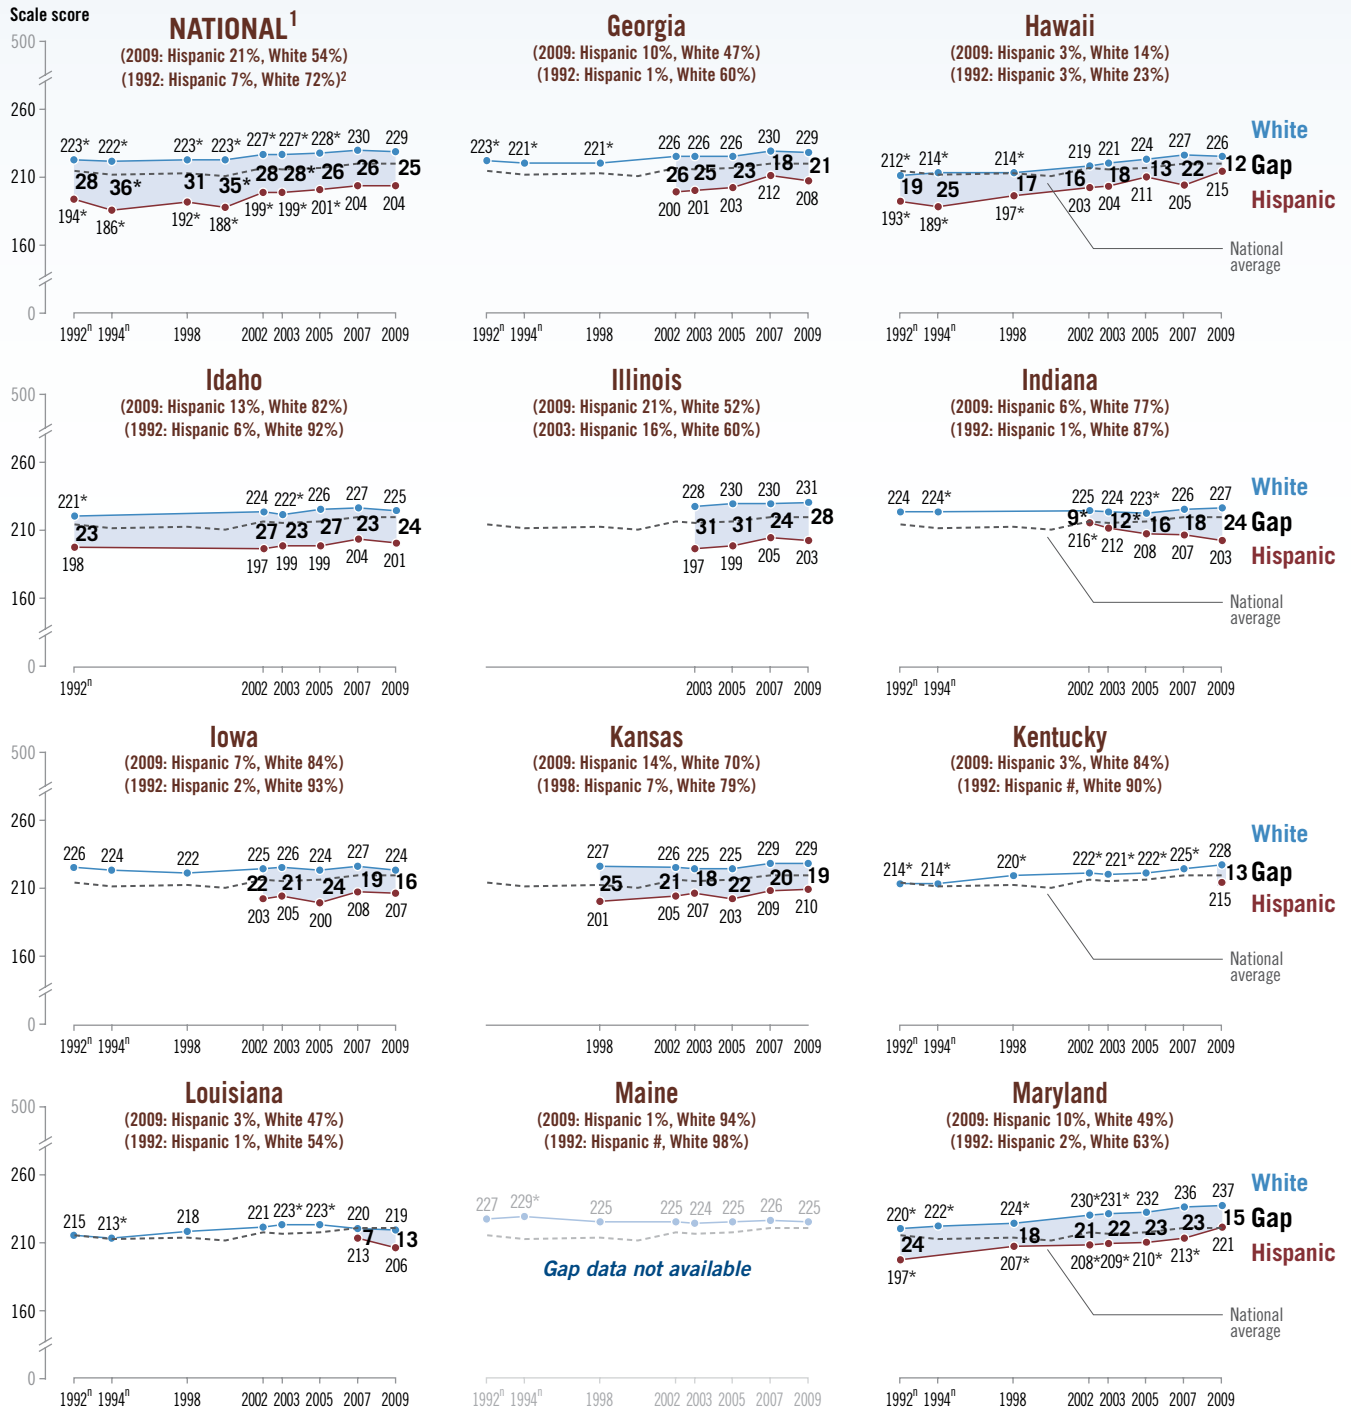 Scale score
NATIONAL1
(2009: Hispanic 21%, White 54%)
(1992: Hispanic 7%, White 72%)2
500
260
210
160
0
223* 222* 223* 223* 227* 227* 228* 230 229
28 36* 31 35* 28 28* 26 26 25
194* 186* 192* 188* 199* 199* 201* 204 204
1992n 1994n 1998 2002 2003 2005 2007 2009
Georgia
(2009: Hispanic 10%, White 47%)
(1992: Hispanic 1%, White 60%)
223* 221* 221* 226 226 226 230 229
26 25 23 18 21
200 201 203 212 208
1992n 1994n 1998 2002 2003 2005 2007 2009
Hawaii
(2009: Hispanic 3%, White 14%)
(1992: Hispanic 3%, White 23%)
212* 214* 214* 219 221 224 227 226
19 25 17 16 18 13 22 12
193* 189* 197* 203 204 211 205 215
White
Gap
Hispanic
National
average
1992n 1994n 1998 2002 2003 2005 2007 2009
Idaho
(2009: Hispanic 13%, White 82%)
(1992: Hispanic 6%, White 92%)
500
260
210
160
0
221* 224 222* 226 227 225
23 27 23 27 23 24
198 197 199 199 204 201
1992n 2002 2003 2005 2007 2009
Illinois
(2009: Hispanic 21%, White 52%)
(2003: Hispanic 16%, White 60%)
228 230 230 231
31 31 24 28
197 199 205 203
2003 2005 2007 2009
Indiana
(2009: Hispanic 6%, White 77%)
(1992: Hispanic 1%, White 87%)
224 224* 225 224 223* 226 227
9* 12* 16 18 24
216* 212 208 207 203
White
Gap
Hispanic
National
average
1992n 1994n 2002 2003 2005 2007 2009
Iowa
(2009: Hispanic 7%, White 84%)
(1992: Hispanic 2%, White 93%)
500
260
210
160
0
226 224 222 225 226 224 227 224
22 21 24 19 16
203 205 200 208 207
1992n 1994n 1998 2002 2003 2005 2007 2009
Kansas
(2009: Hispanic 14%, White 70%)
(1998: Hispanic 7%, White 79%)
227 226 225 225 229 229
25 21 18 22 20 19
201 205 207 203 209 210
1998 2002 2003 2005 2007 2009
Kentucky
(2009: Hispanic 3%, White 84%)
(1992: Hispanic #, White 90%)
214* 214* 220* 222* 221* 222* 225* 228
13
215
White
Gap
Hispanic
National
average
1992n 1994n 1998 2002 2003 2005 2007 2009
Louisiana
(2009: Hispanic 3%, White 47%)
(1992: Hispanic 1%, White 54%)
500
260
210
160
0
215 213* 218 221 223* 223* 220 219
7 13
213 206
1992n 1994n 1998 2002 2003 2005 2007 2009
Maine
(2009: Hispanic 1%, White 94%)
(1992: Hispanic #, White 98%)
227 229* 225 225 224 225 226 225
Gap data not available
1992n 1994n 1998 2002 2003 2005 2007 2009
Maryland
(2009: Hispanic 10%, White 49%)
(1992: Hispanic 2%, White 63%)
220* 222* 224* 230* 231* 232 236 237
24 18 21 22 23 23 15
197* 207* 208* 209* 210* 213* 221
White
Gap
Hispanic
National
average
1992n 1994n 1998 2002 2003 2005 2007 2009